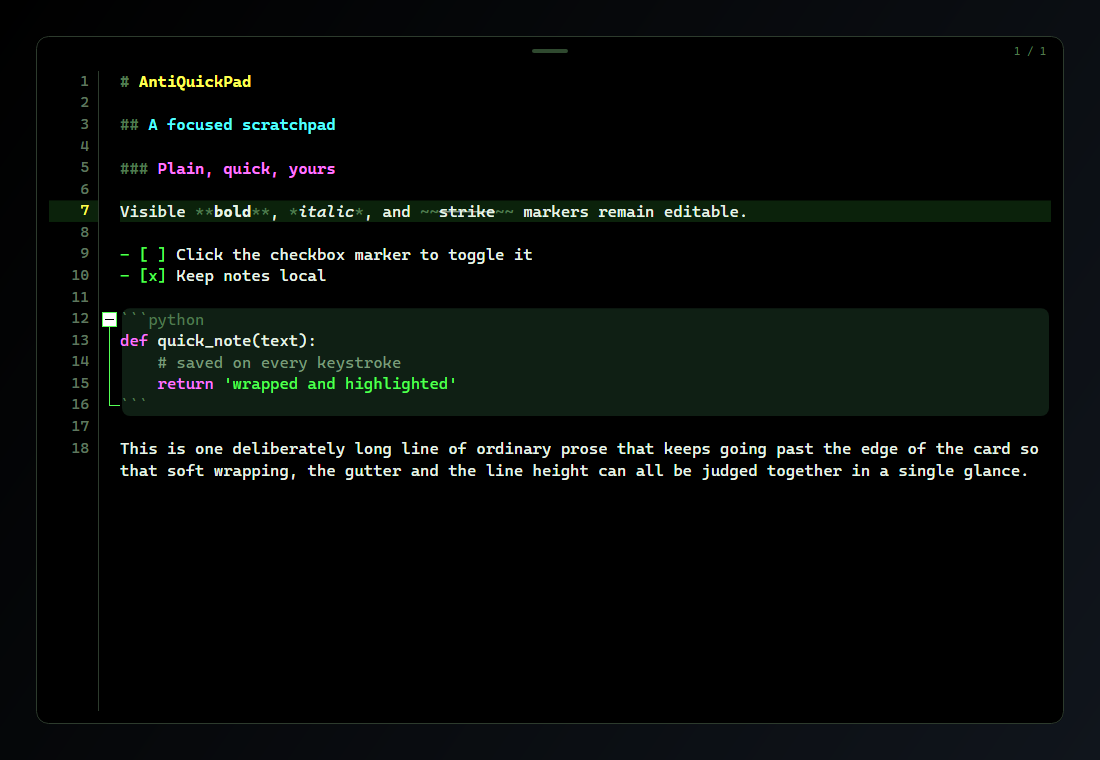 1 / 1
1 # AntiQuickPad
2
3 ## A focused scratchpad
4
5 ### Plain, quick, yours
6
7 Visible **bold**, *italic*, and ~~strike~~ markers remain editable.
8
9 - [ ] Click the checkbox marker to toggle it
10 - [x] Keep notes local
11
12 ```python
13 def quick_note(text):
14     # saved on every keystroke
15     return 'wrapped and highlighted'
16 ```
17
18 This is one deliberately long line of ordinary prose that keeps going past the edge of the card so
that soft wrapping, the gutter and the line height can all be judged together in a single glance.